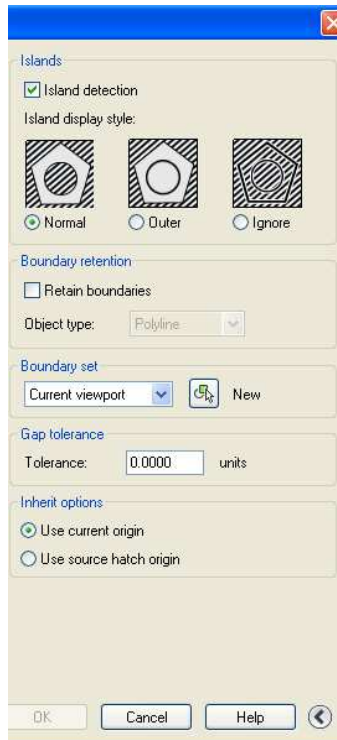 Islands
Island detection
Island display style:
Normal Outer Ignore
Boundary retention
Retain boundaries
Object type: Polyline
Boundary set
Current viewport New
Gap tolerance
Tolerance: 0.0000 units
Inherit options
Use current origin
Use source hatch origin
OK Cancel Help